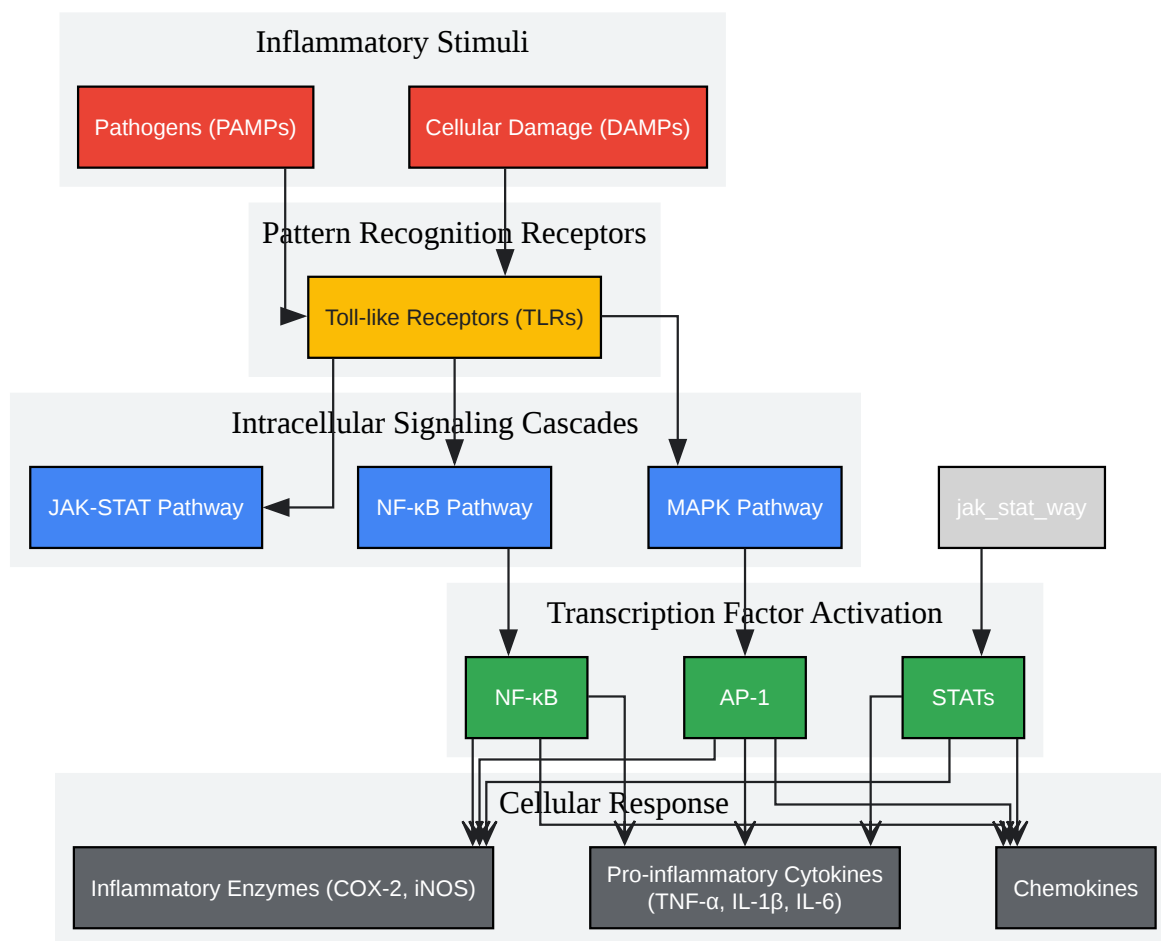 Inflammatory Stimuli
Pathogens (PAMPs)
Cellular Damage (DAMPs)
Pattern Recognition Receptors
Toll-like Receptors (TLRs)
Intracellular Signaling Cascades
JAK-STAT Pathway
NF-κB Pathway
MAPK Pathway
jak_stat_way
Transcription Factor Activation
NF-κB
AP-1
STATs
Cellular Response
Inflammatory Enzymes (COX-2, iNOS)
Pro-inflammatory Cytokines
(TNF-α, IL-1β, IL-6)
Chemokines